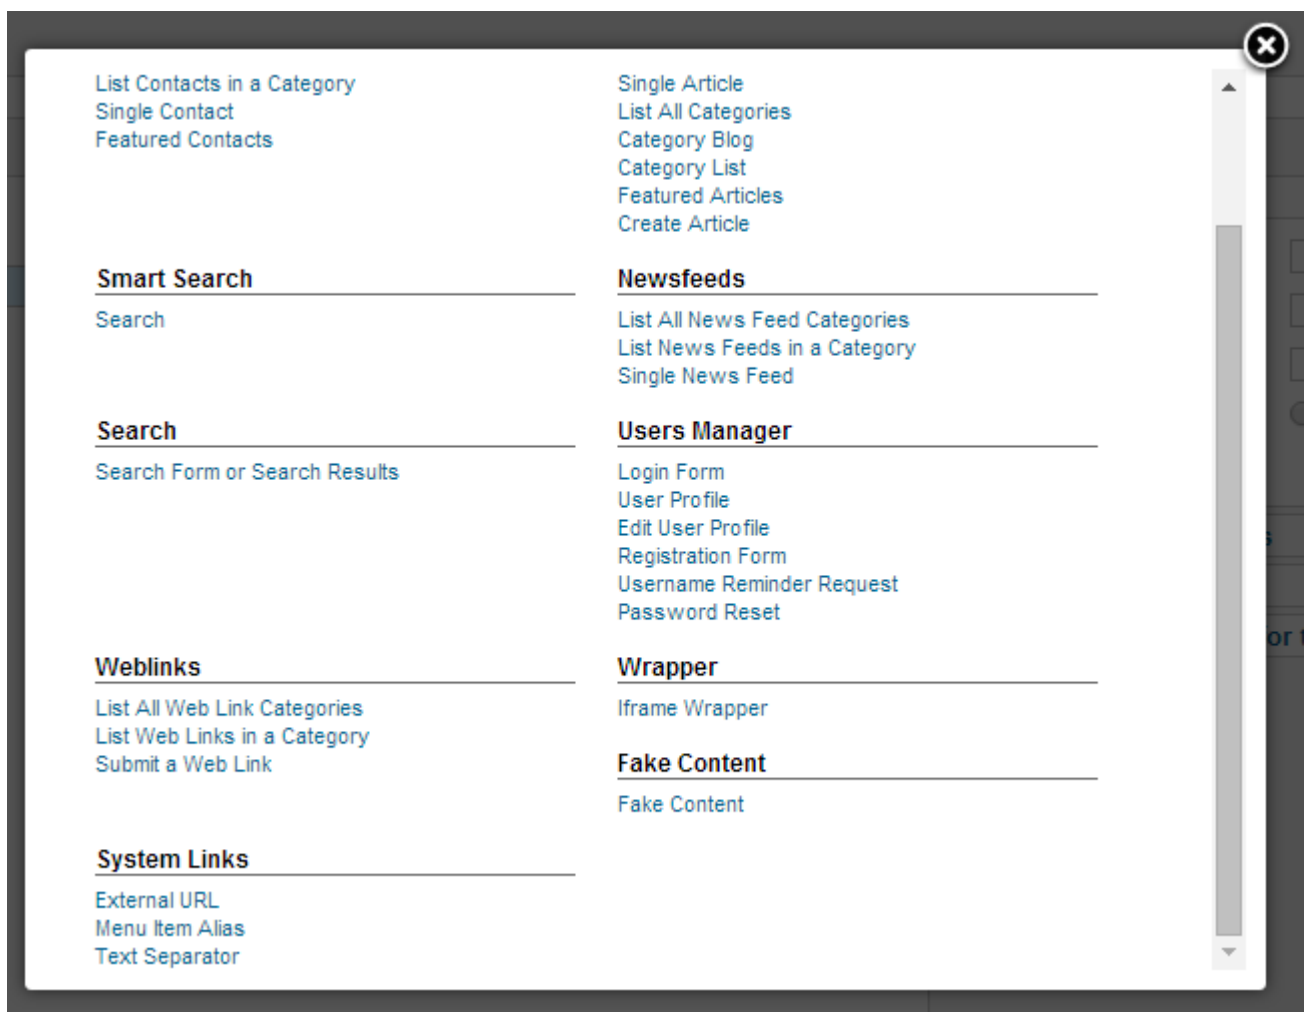 List Contacts in a Category
Single Contact
Featured Contacts
Single Article
List All Categories
Category Blog
Category List
Featured Articles
Create Article
Smart Search
Search
Newsfeeds
List All News Feed Categories
List News Feeds in a Category
Single News Feed
Search
Search Form or Search Results
Users Manager
Login Form
User Profile
Edit User Profile
Registration Form
Username Reminder Request
Password Reset
Weblinks
List All Web Link Categories
List Web Links in a Category
Submit a Web Link
Wrapper
Iframe Wrapper
Fake Content
Fake Content
System Links
External URL
Menu Item Alias
Text Separator